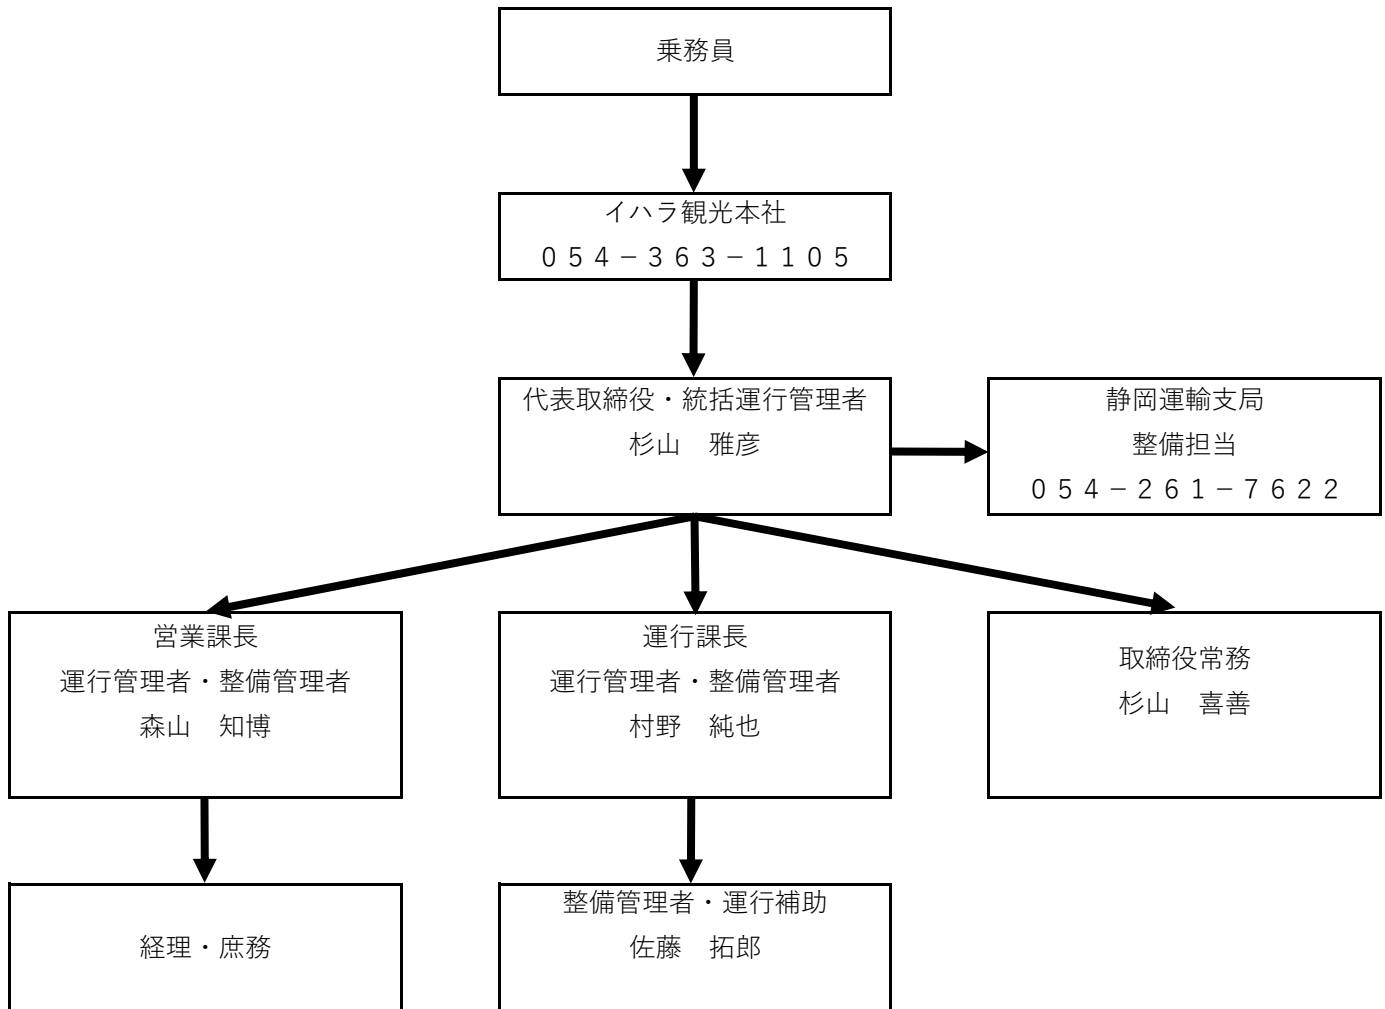 乗務員
イハラ観光本社
０５４－３６３－１１０５
代表取締役・統括運行管理者
杉山　雅彦
静岡運輸支局
整備担当
０５４－２６１－７６２２
営業課長
運行管理者・整備管理者
森山　知博
運行課長
運行管理者・整備管理者
村野　純也
取締役常務
杉山　喜善
経理・庶務
整備管理者・運行補助
佐藤　拓郎